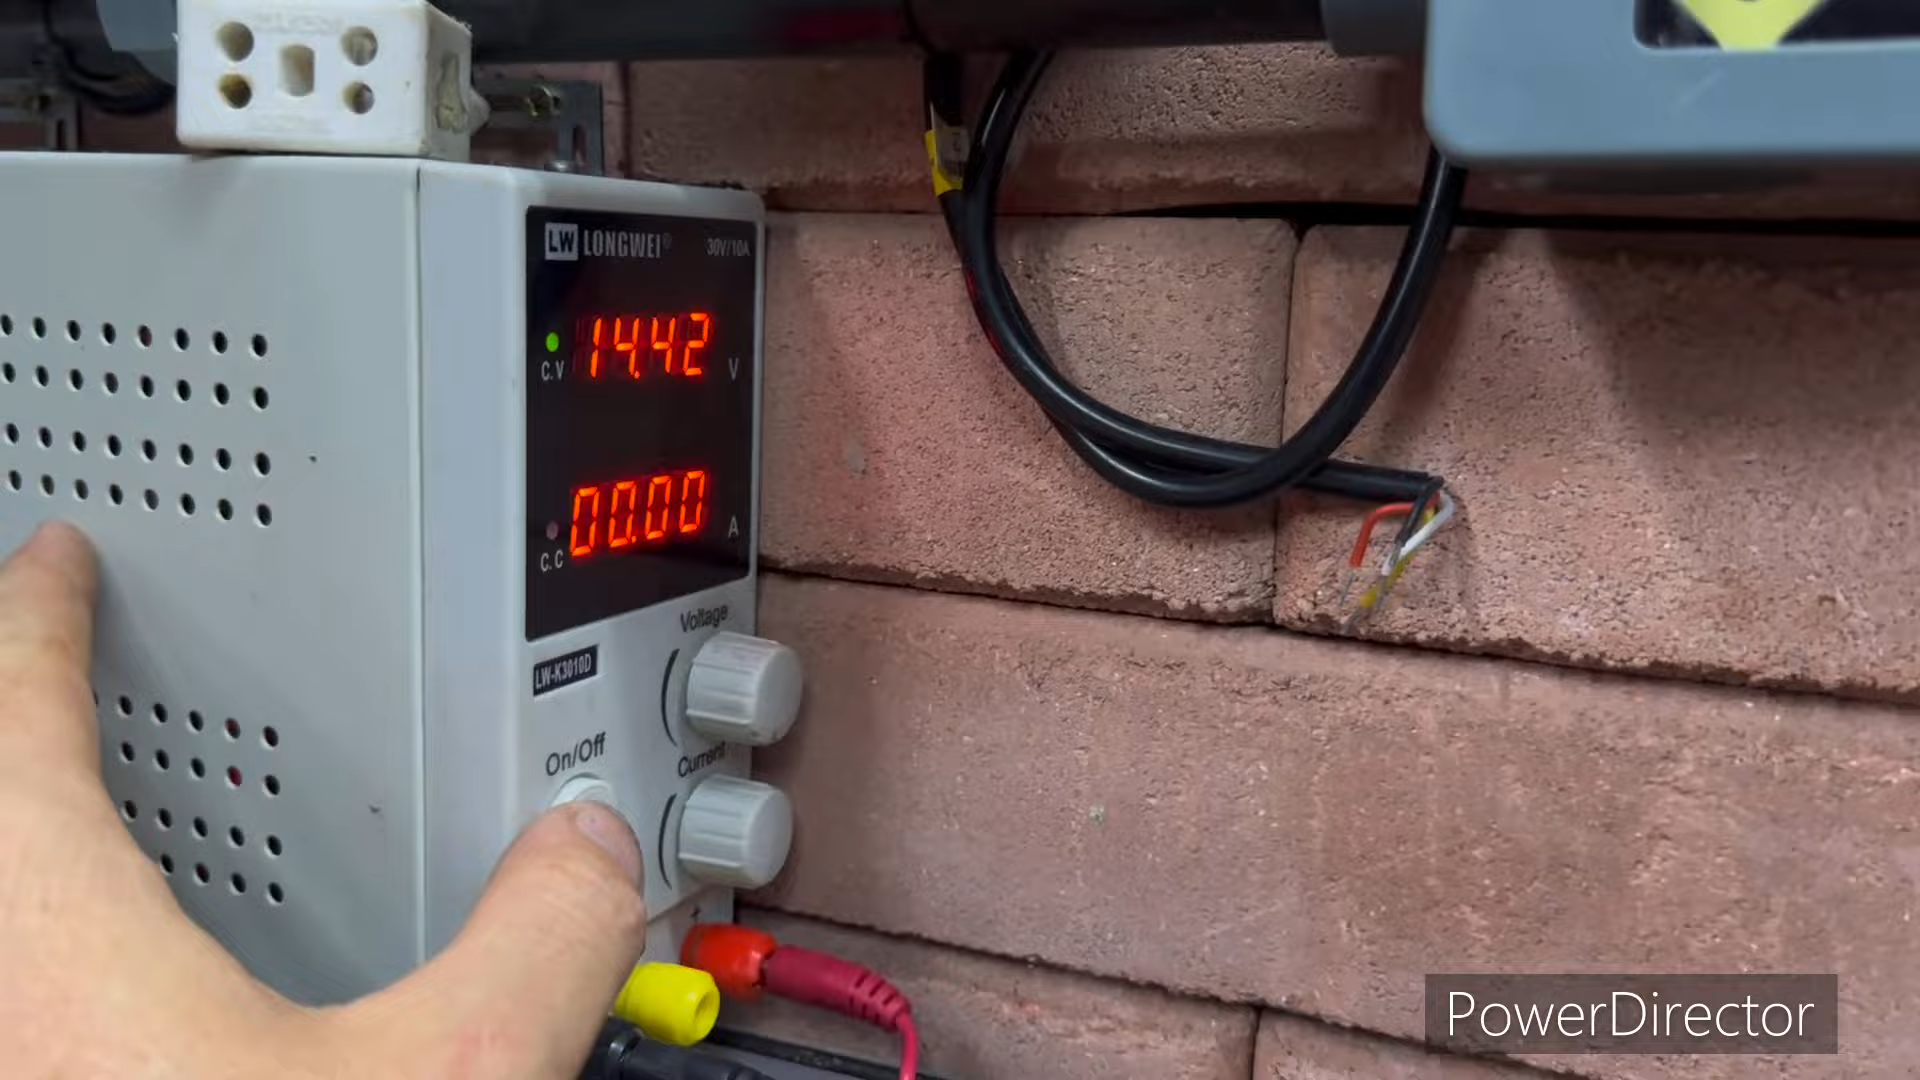 LW LONGWEI® 30V/10A
14.42 V
C.V
00.00 A
C.C
Voltage
LW-K3010D
On/Off
Current
+
PowerDirector